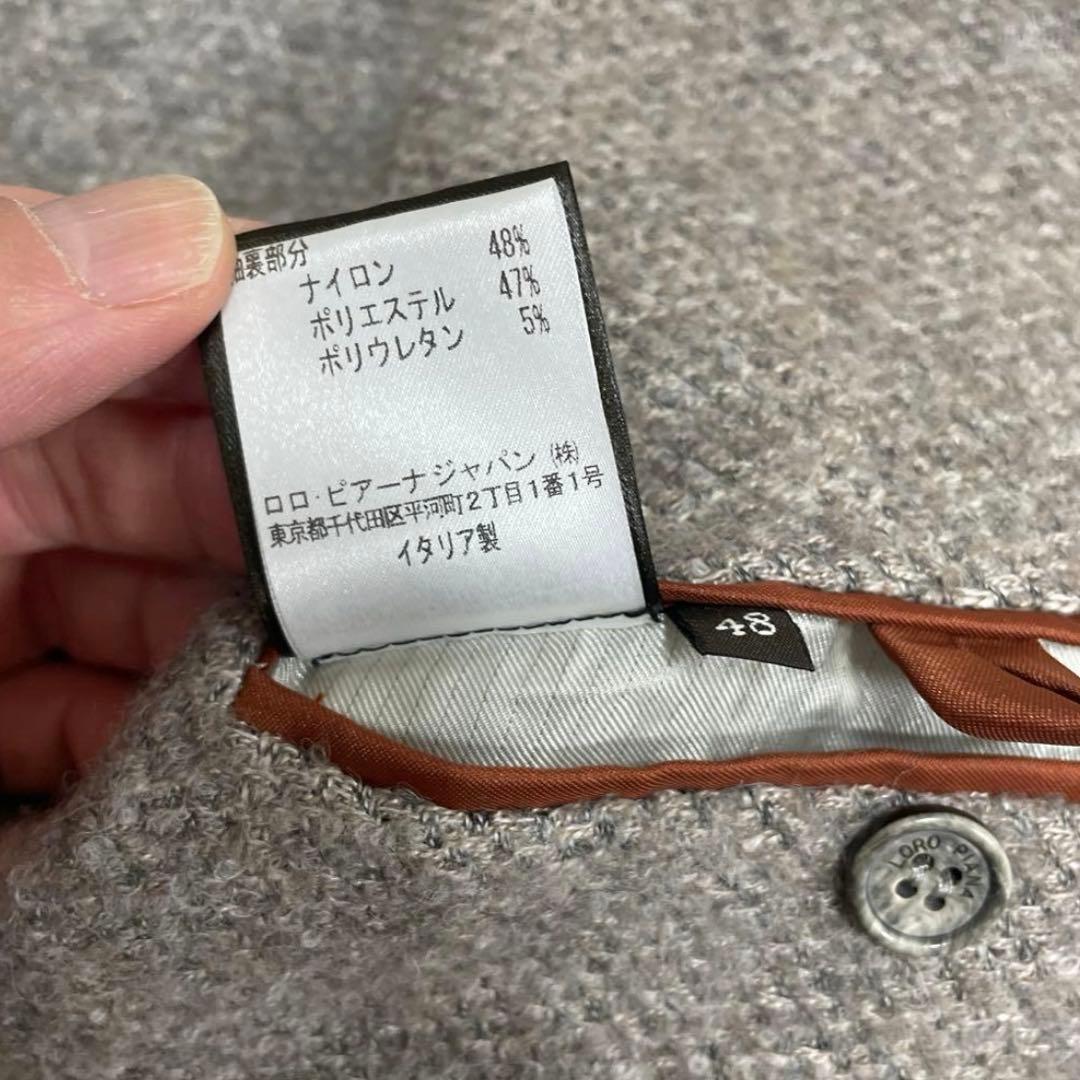 裏部分
ナイロン 48%
ポリエステル 47%
ポリウレタン 5%
ロロ・ピアーナジャパン(株)
東京都千代田区平河町2丁目1番1号
イタリア製
48
LORO PIANA